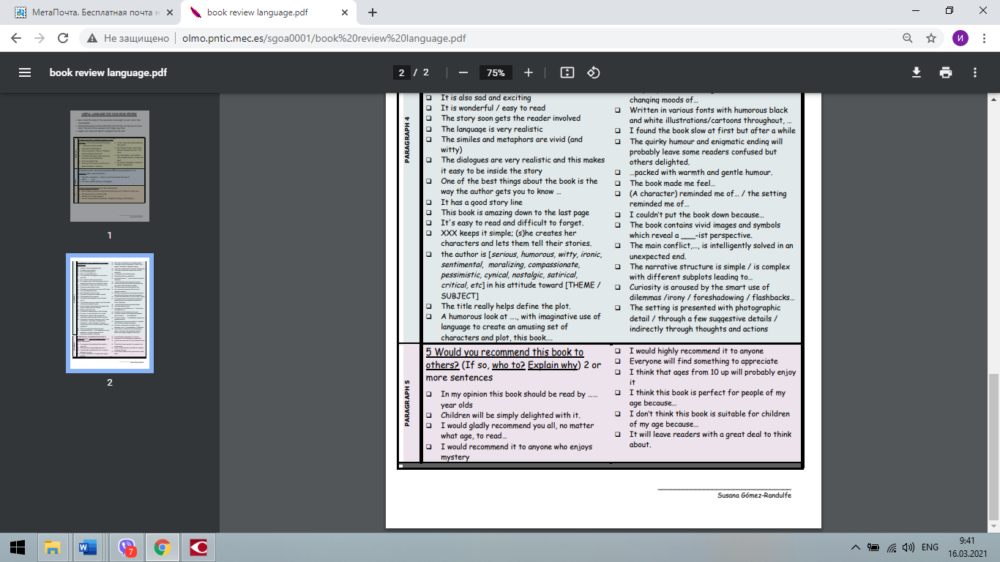 МетаПочта. Бесплатная почта н
book review language.pdf
Не защищено
olmo.pntic.mec.es/sgoa0001/book%20review%20language.pdf
И
book review language.pdf
2 / 2
75%
USEFUL LANGUAGE FOR YOUR BOOK REVIEW
1
2
PARAGRAPH 4
It is also sad and exciting
It is wonderful / easy to read
The story soon gets the reader involved
The language is very realistic
The similes and metaphors are vivid (and
witty)
The dialogues are very realistic and this makes
it easy to be inside the story
One of the best things about the book is the
way the author gets you to know …
It has a good story line
This book is amazing down to the last page
It's easy to read and difficult to forget.
XXX keeps it simple; (s)he creates her
characters and lets them tell their stories.
the author is [serious, humorous, witty, ironic,
sentimental, moralizing, compassionate,
pessimistic, cynical, nostalgic, satirical,
critical, etc] in his attitude toward [THEME /
SUBJECT]
The title really helps define the plot.
A humorous look at …., with imaginative use of
language to create an amusing set of
characters and plot, this book….
changing moods of…
Written in various fonts with humorous black
and white illustrations/cartoons throughout, …
I found the book slow at first but after a while
The quirky humour and enigmatic ending will
probably leave some readers confused but
others delighted.
…packed with warmth and gentle humour.
The book made me feel…
(A character) reminded me of… / the setting
reminded me of…
I couldn't put the book down because…
The book contains vivid images and symbols
which reveal a ___-ist perspective.
The main conflict,…, is intelligently solved in an
unexpected end.
The narrative structure is simple / is complex
with different subplots leading to…
Curiosity is aroused by the smart use of
dilemmas /irony / foreshadowing / flashbacks…
The setting is presented with photographic
detail / through a few suggestive details /
indirectly through thoughts and actions
PARAGRAPH 5
5 Would you recommend this book to
others? (If so, who to? Explain why) 2 or
more sentences
In my opinion this book should be read by ……
year olds
Children will be simply delighted with it.
I would gladly recommend you all, no matter
what age, to read…
I would recommend it to anyone who enjoys
mystery
I would highly recommend it to anyone
Everyone will find something to appreciate
I think that ages from 10 up will probably enjoy
it
I think this book is perfect for people of my
age because…
I don't think this book is suitable for children
of my age because…
It will leave readers with a great deal to think
about.
Susana Gómez-Randulfe
7
ENG
9:41
16.03.2021